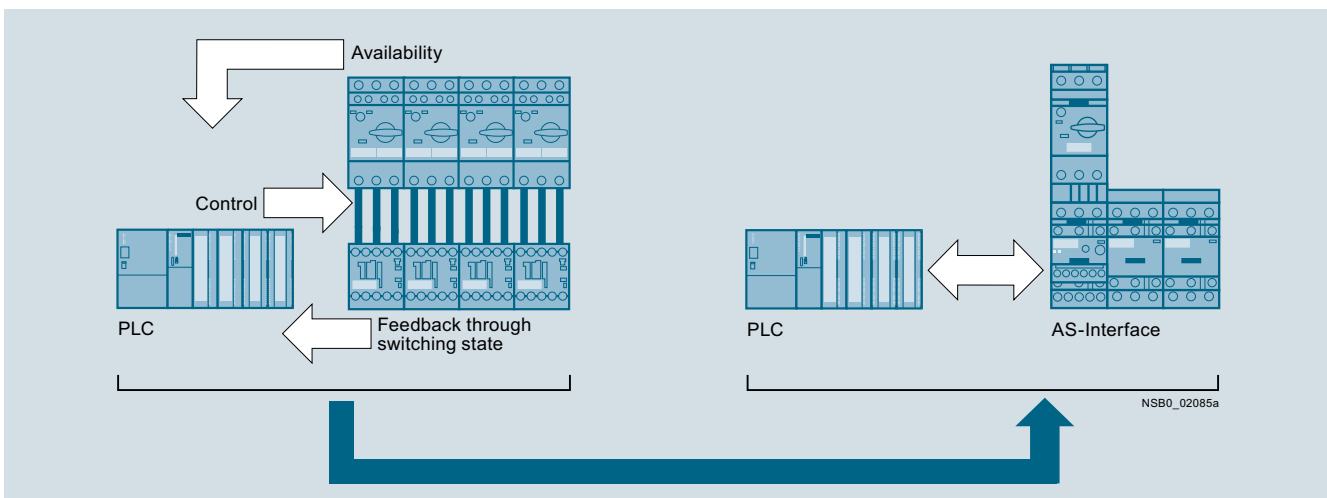 Availability
Control
PLC
Feedback through
switching state
PLC
AS-Interface
NSB0_02085a